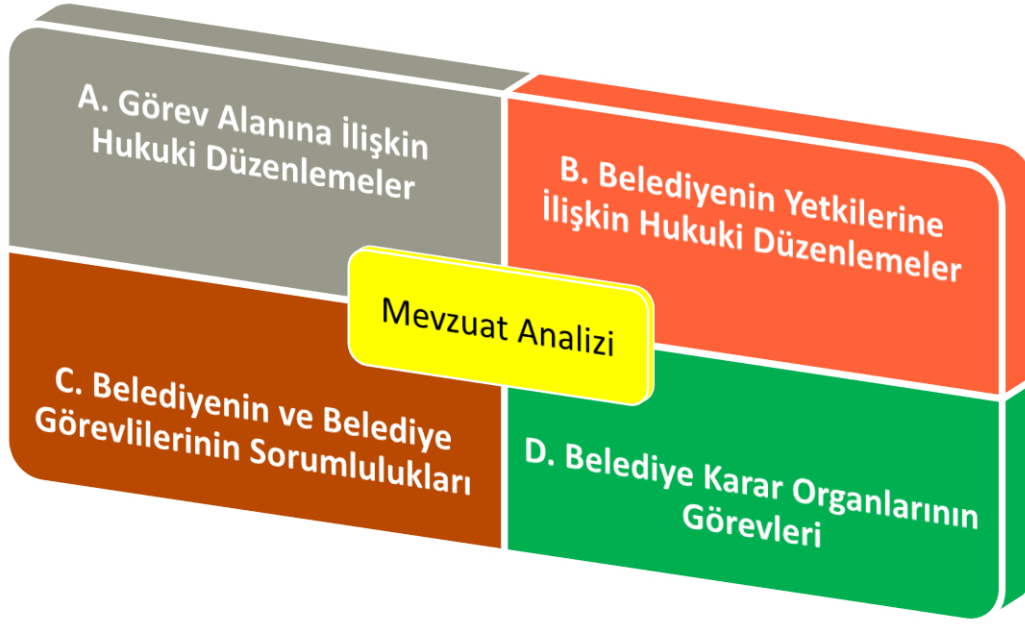 A. Görev Alanına İlişkin
Hukuki Düzenlemeler
B. Belediyenin Yetkilerine
İlişkin Hukuki Düzenlemeler
Mevzuat Analizi
C. Belediyenin ve Belediye
Görevlilerinin Sorumlulukları
D. Belediye Karar Organlarının
Görevleri